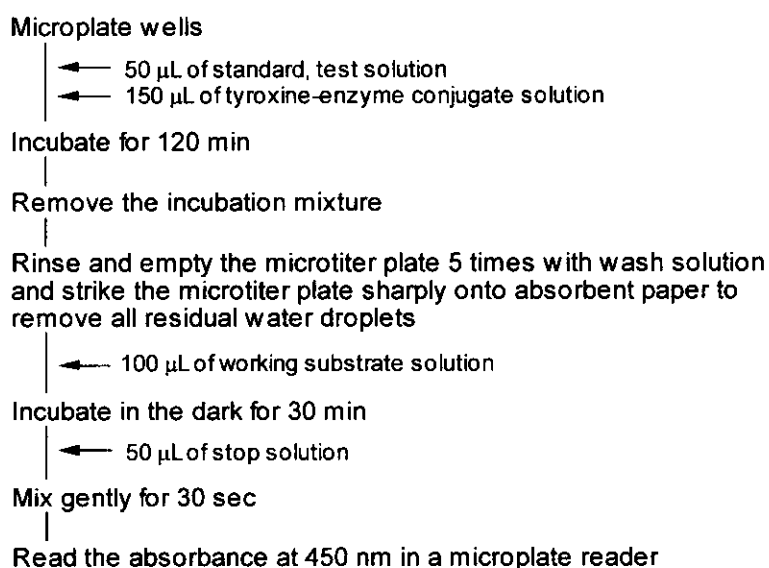 Microplate wells
50 μL of standard, test solution
150 μL of tyroxine-enzyme conjugate solution
Incubate for 120 min
Remove the incubation mixture
Rinse and empty the microtiter plate 5 times with wash solution
and strike the microtiter plate sharply onto absorbent paper to
remove all residual water droplets
100 μL of working substrate solution
Incubate in the dark for 30 min
50 μL of stop solution
Mix gently for 30 sec
Read the absorbance at 450 nm in a microplate reader